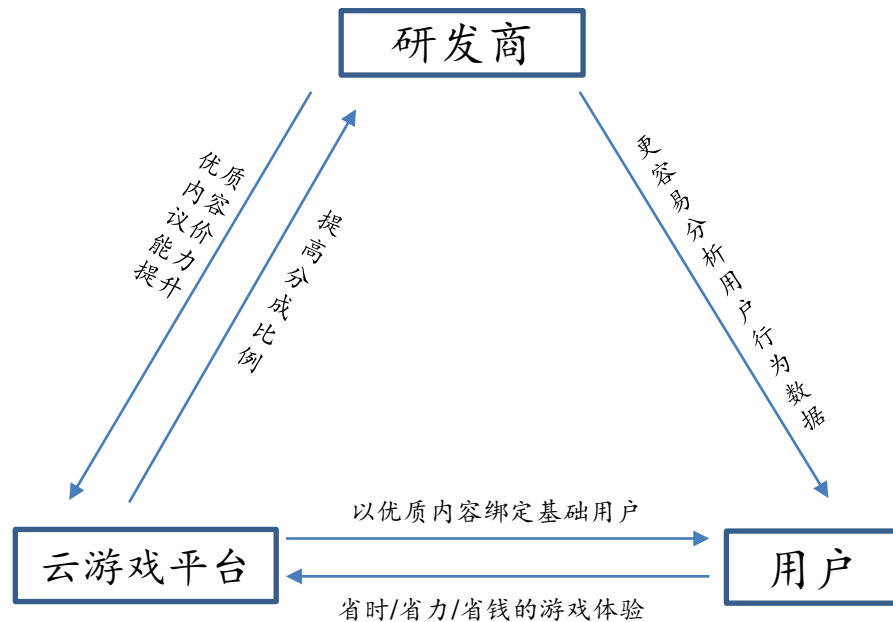 研发商
优质
内容
议价
能力
提升
提高分成比例
更容易分析用户行为数据
以优质内容绑定基础用户
云游戏平台
用户
省时/省力/省钱的游戏体验